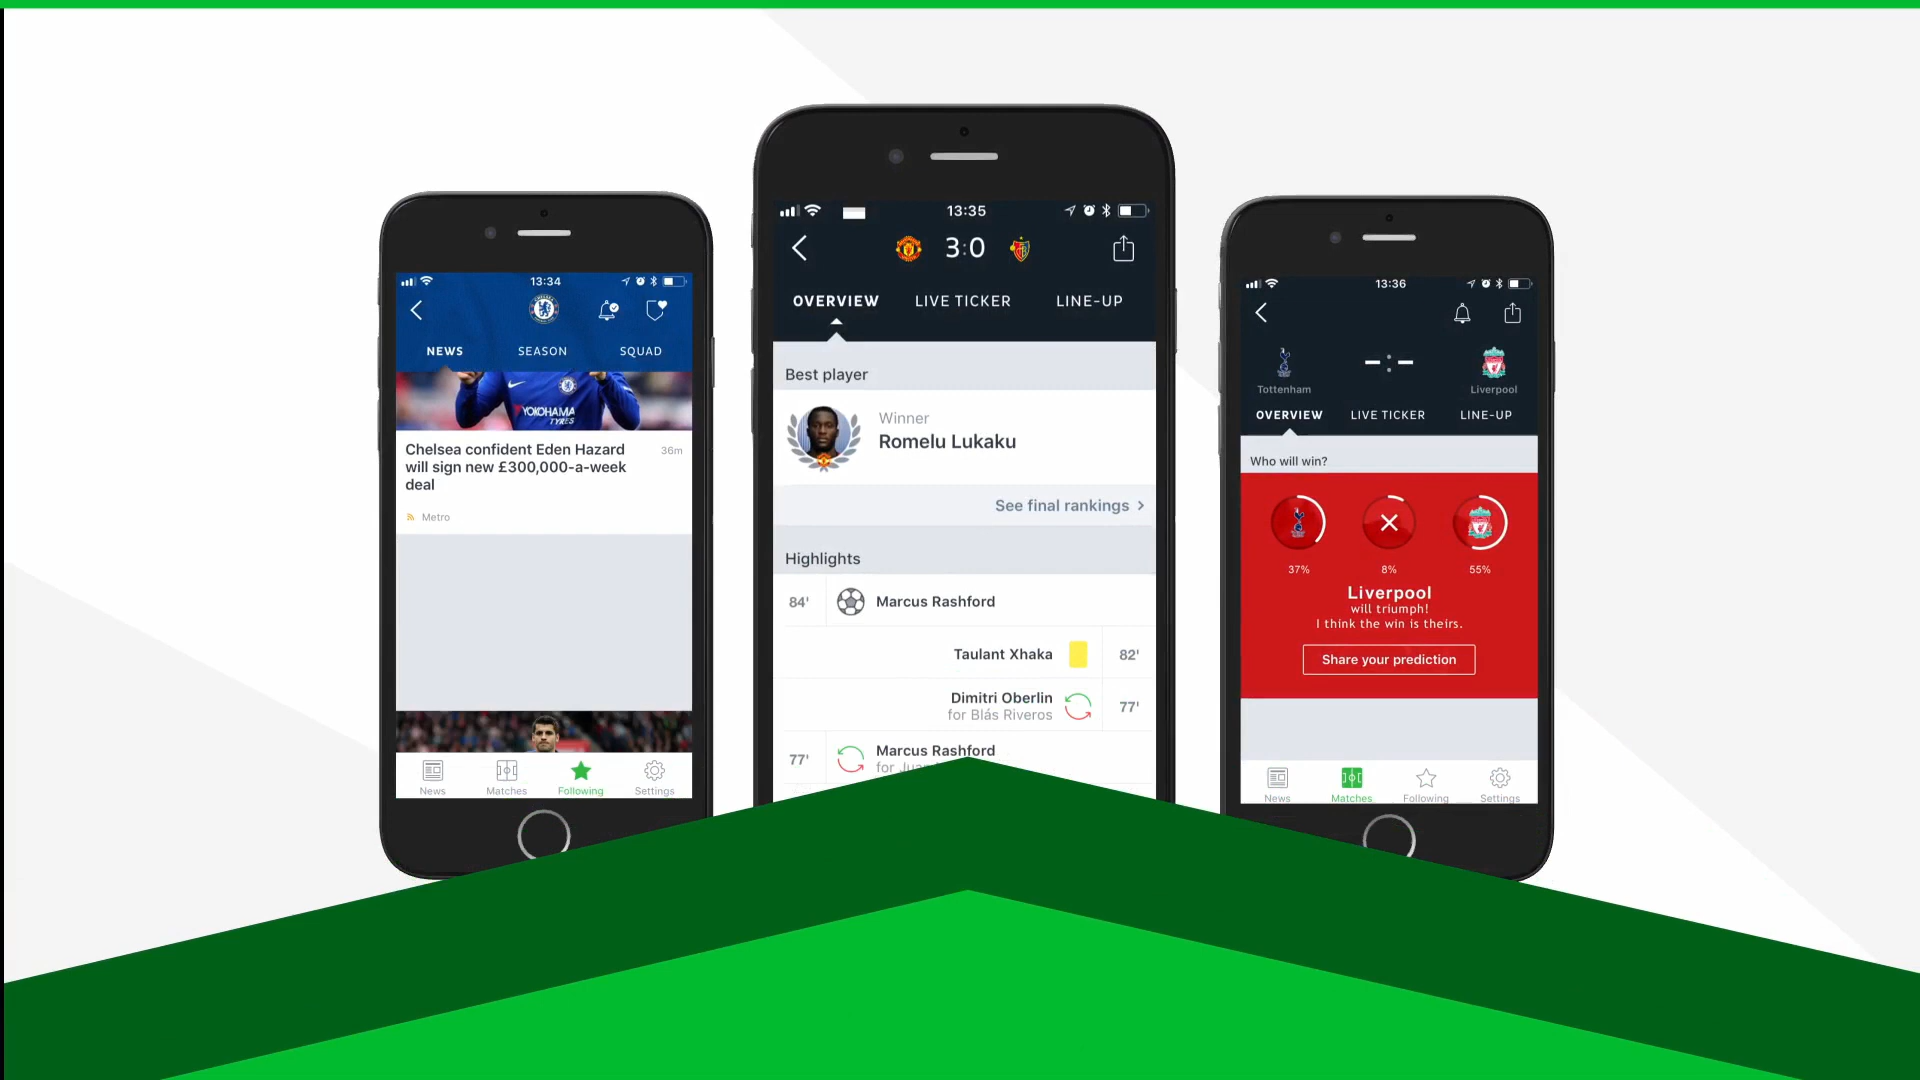 13:34
NEWS
SEASON
SQUAD
YOKOHAMA
TYRES
Chelsea confident Eden Hazard
36m
will sign new £300,000-a-week
deal
Metro
News
Matches
Following
Settings
13:35
3:0
OVERVIEW
LIVE TICKER
LINE-UP
Best player
Winner
Romelu Lukaku
See final rankings
Highlights
84'
Marcus Rashford
Taulant Xhaka
82'
Dimitri Oberlin
for Blás Riveros
77'
77'
Marcus Rashford
for
13:36
-:-
Tottenham
Liverpool
OVERVIEW
LIVE TICKER
LINE-UP
Who will win?
37%
8%
55%
Liverpool
will triumph!
I think the win is theirs.
Share your prediction
News
Matches
Following
Settings